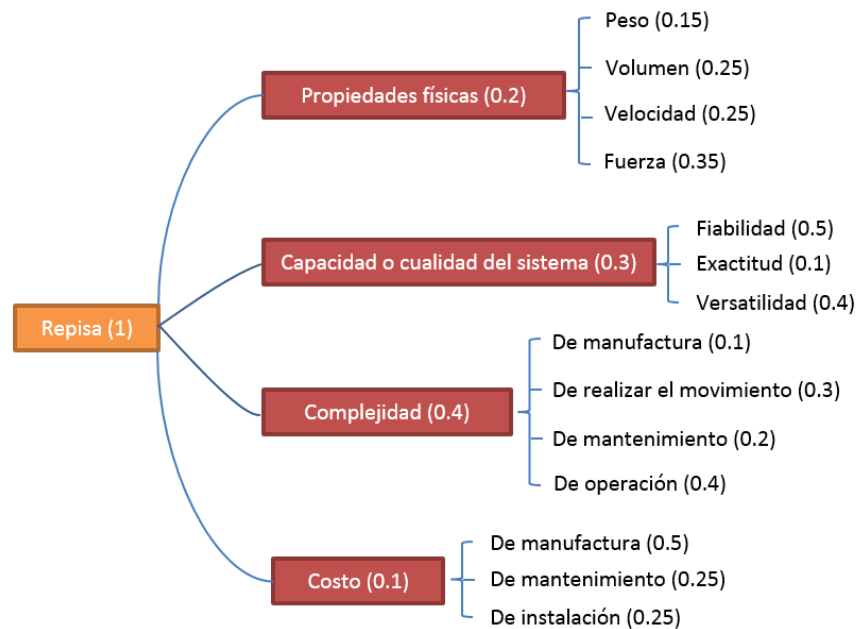 Repisa (1)
Propiedades físicas (0.2)
Peso (0.15)
Volumen (0.25)
Velocidad (0.25)
Fuerza (0.35)
Capacidad o cualidad del sistema (0.3)
Fiabilidad (0.5)
Exactitud (0.1)
Versatilidad (0.4)
Complejidad (0.4)
De manufactura (0.1)
De realizar el movimiento (0.3)
De mantenimiento (0.2)
De operación (0.4)
Costo (0.1)
De manufactura (0.5)
De mantenimiento (0.25)
De instalación (0.25)